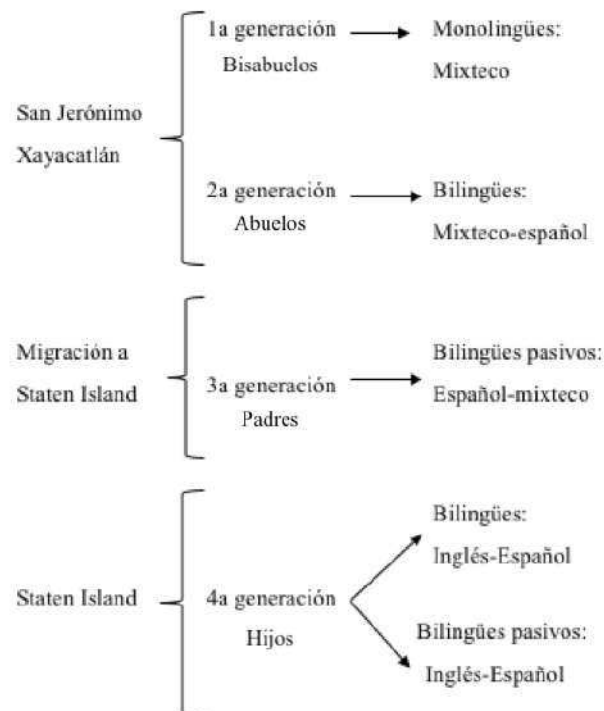 1a generación
Bisabuelos
Monolingües:
Mixteco
San Jerónimo
Xayacatlán
2a generación
Abuelos
Bilingües:
Mixteco-español
Migración a
Staten Island
3a generación
Padres
Bilingües pasivos:
Español-mixteco
Staten Island
4a generación
Hijos
Bilingües:
Inglés-Español
Bilingües pasivos:
Inglés-Español